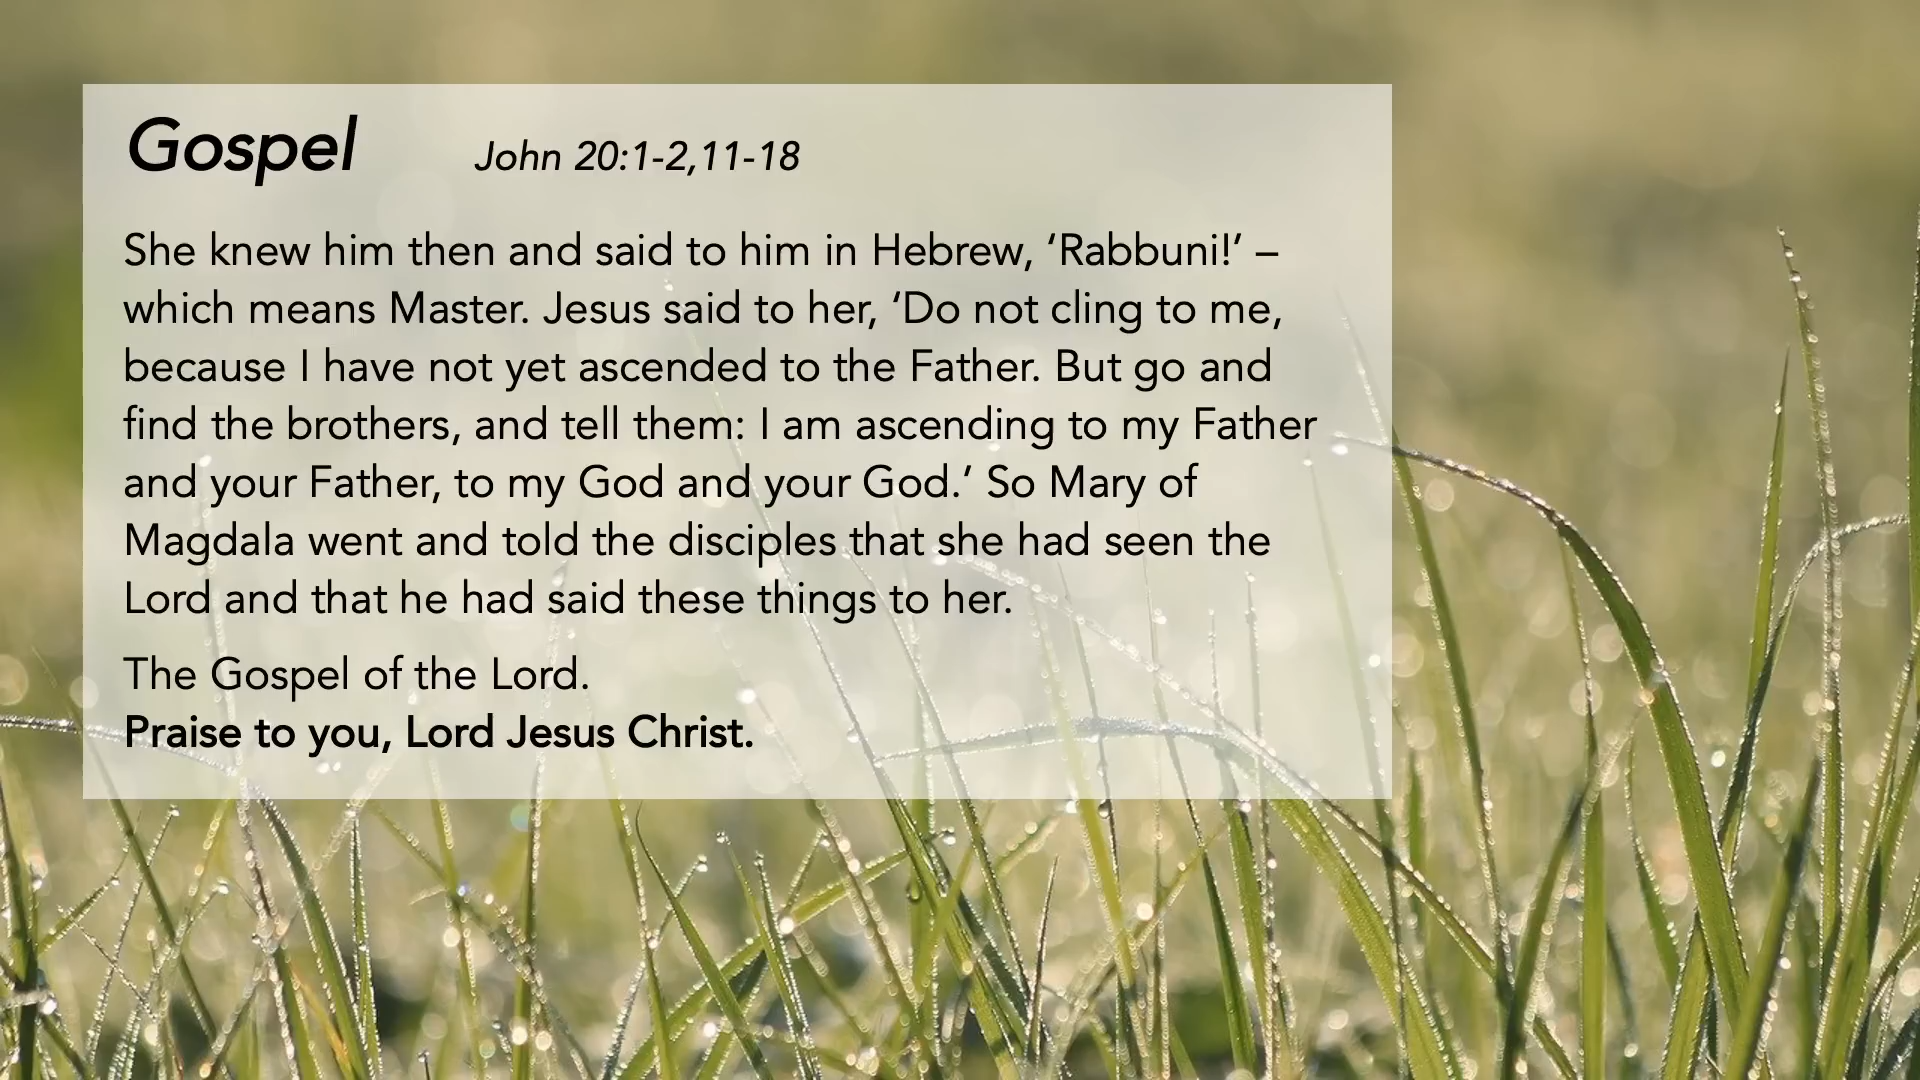 Gospel John 20:1-2,11-18
She knew him then and said to him in Hebrew, ‘Rabbuni!’ –
which means Master. Jesus said to her, ‘Do not cling to me,
because I have not yet ascended to the Father. But go and
find the brothers, and tell them: I am ascending to my Father
and your Father, to my God and your God.’ So Mary of
Magdala went and told the disciples that she had seen the
Lord and that he had said these things to her.
The Gospel of the Lord.
Praise to you, Lord Jesus Christ.